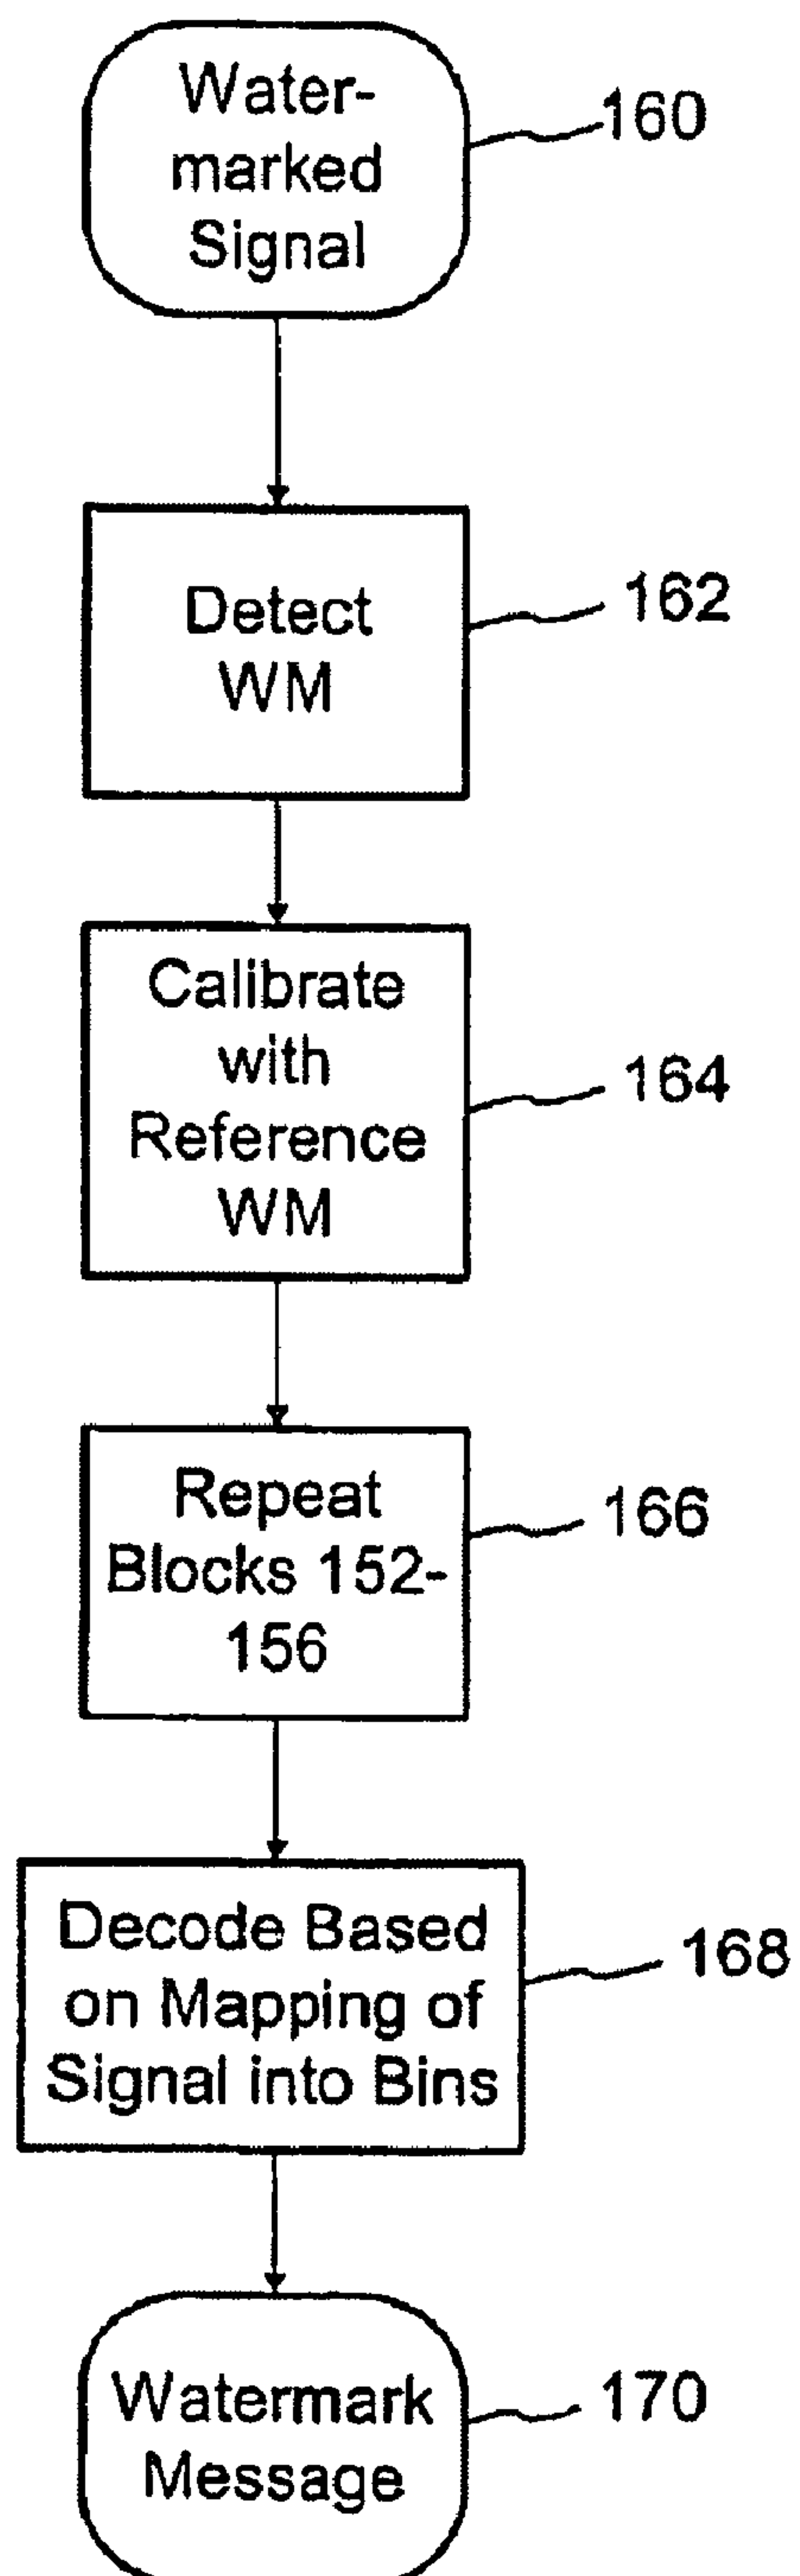 Water-
marked
Signal
160
Detect
WM
162
Calibrate
with
Reference
WM
164
Repeat
Blocks 152-
156
166
Decode Based
on Mapping of
Signal into Bins
168
Watermark
Message
170